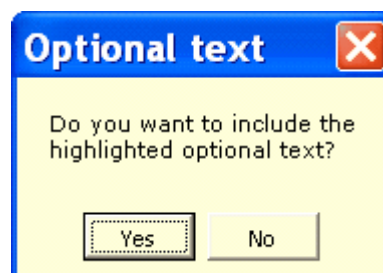 Optional text
Do you want to include the
highlighted optional text?
Yes
No